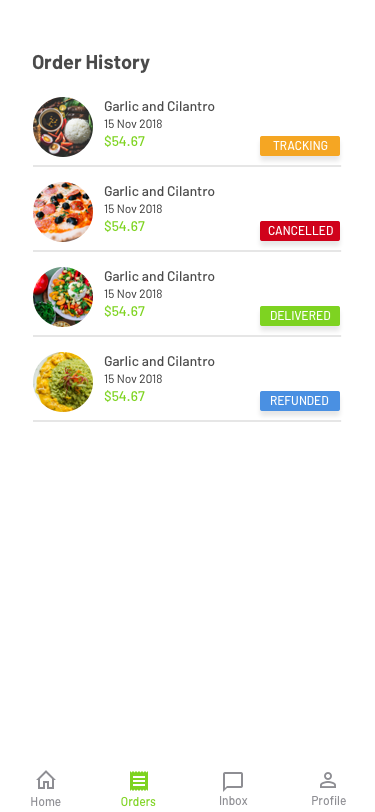 Order History
Garlic and Cilantro
15 Nov 2018
$54.67
TRACKING
Garlic and Cilantro
15 Nov 2018
$54.67
CANCELLED
Garlic and Cilantro
15 Nov 2018
$54.67
DELIVERED
Garlic and Cilantro
15 Nov 2018
$54.67
REFUNDED
Home Orders Inbox Profile